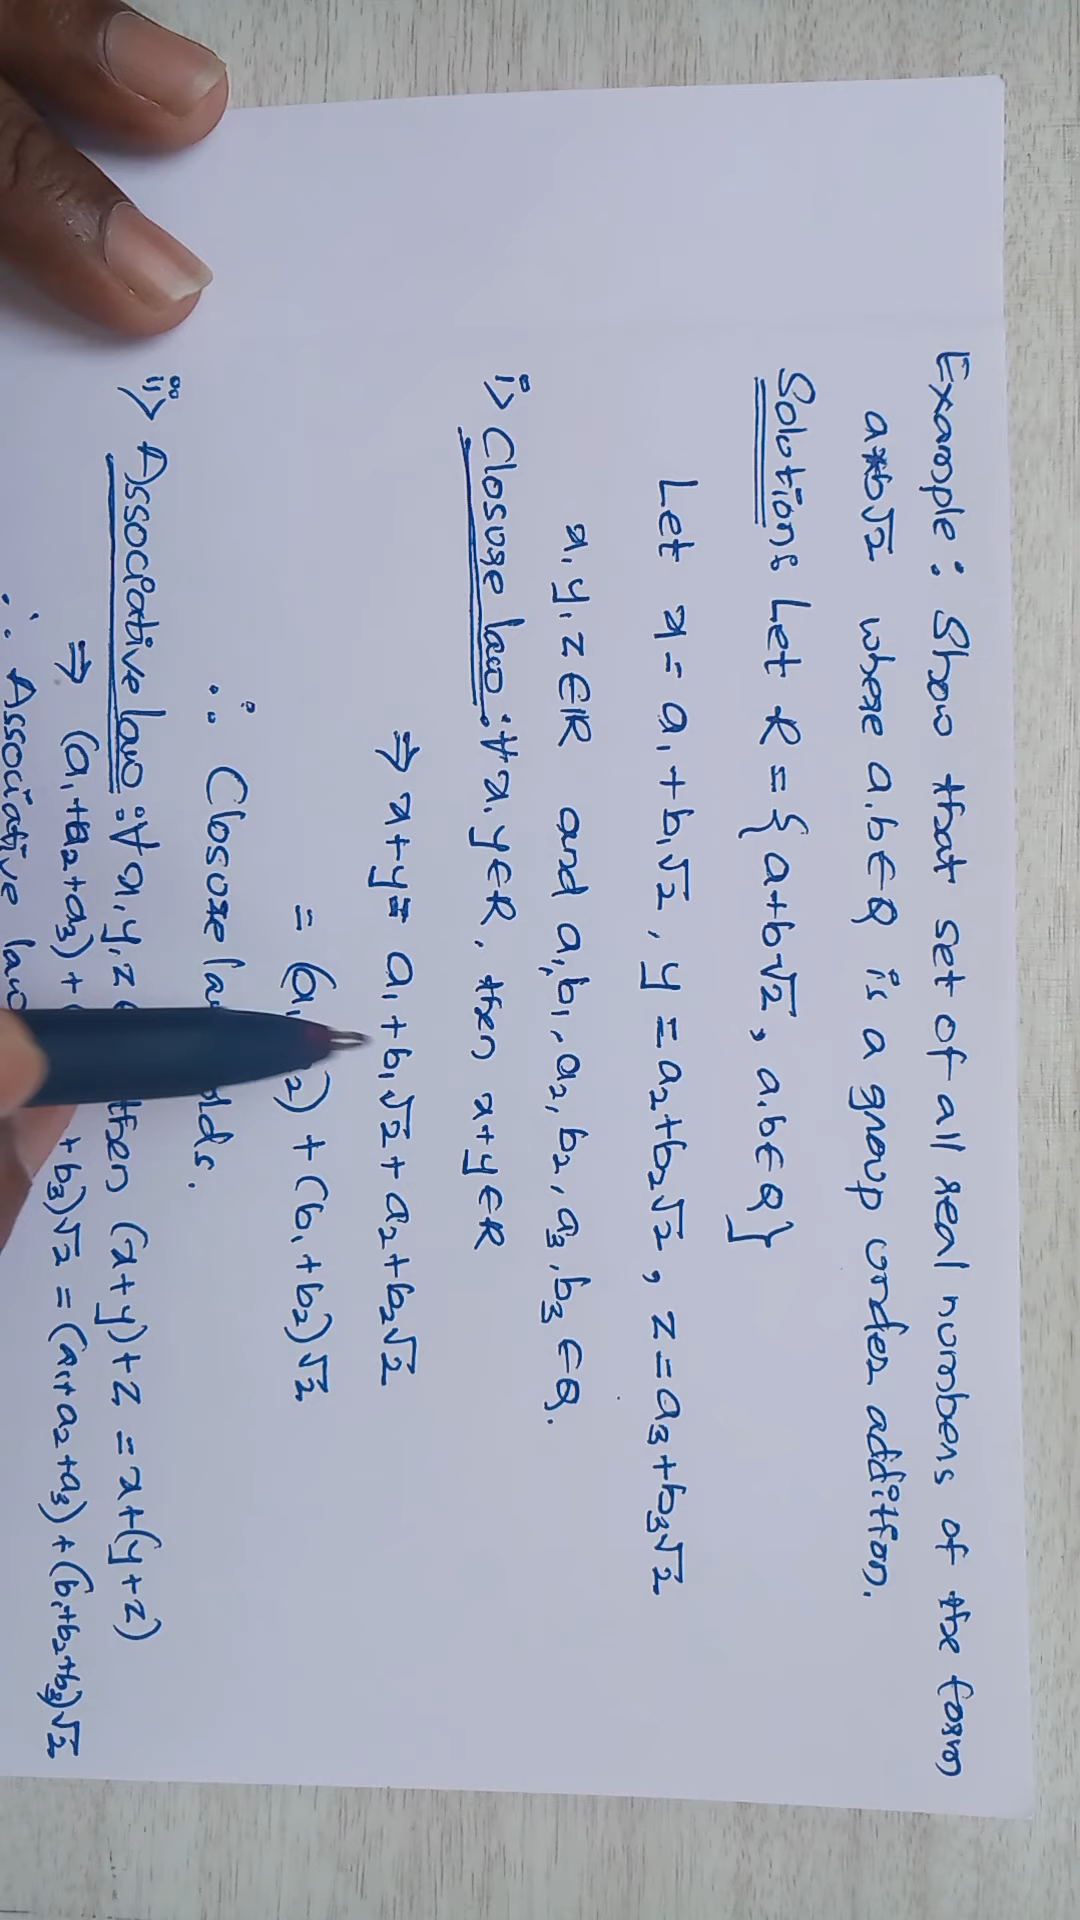 Example : Show that set of all real numbers of the form
a+b√2 where a,b∈Q is a group under addition.
Solution: Let R = {a+b√2, a,b∈Q}
Let x = a₁+b₁√2, y = a₂+b₂√2, z = a₃+b₃√2
x, y, z ∈ R and a₁,b₁, a₂, b₂, a₃, b₃ ∈ Q.
i> Closure law : ∀ x, y ∈ R, then x+y ∈ R
⇒ x+y = a₁+b₁√2 + a₂+b₂√2
= (a₁ ₂) + (b₁+b₂)√2
∴ Closure la lds.
ii> Associative law : ∀ x, y, z then (x+y)+z = x+(y+z)
⇒ (a₁+a₂+a₃) + +b₃)√2 = (a₁+a₂+a₃) + (b₁+b₂+b₃)√2
∴ Associative law